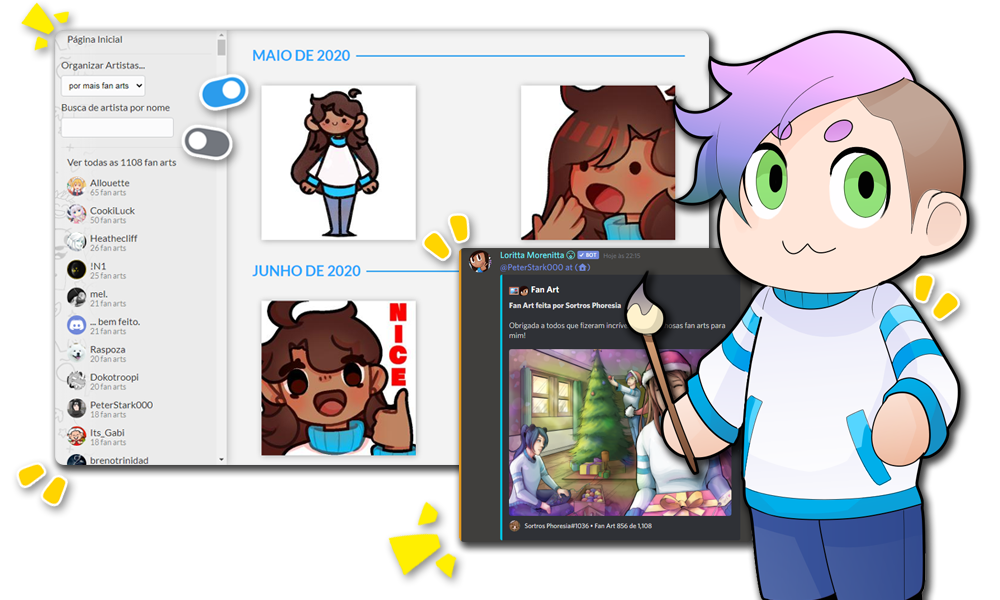 Página Inicial
Organizar Artistas...
por mais fan arts
Busca de artista por nome
Ver todas as 1108 fan arts
Allouette
65 fan arts
CookiLuck
50 fan arts
Heathecliff
26 fan arts
!N1
25 fan arts
mel.
21 fan arts
... bem feito.
21 fan arts
Raspoza
20 fan arts
Dokotroopi
20 fan arts
PeterStark000
18 fan arts
Its_Gabi
18 fan arts
brenotrinidad
MAIO DE 2020
JUNHO DE 2020
NICE
Loritta Morenitta BOT Hoje às 22:15
@PeterStark000 at
Fan Art
Fan Art feita por Sortros Phoresia
Obrigada a todos que fizeram fan arts para
mim!
Sortros Phoresia#1036 • Fan Art 856 de 1,108